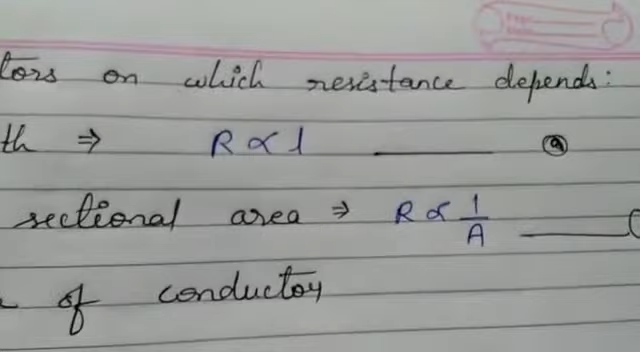 tors on which resistance depends:
th ⇒ R ∝ l ——— ⓐ
sectional area ⇒ R ∝ 1/A ———(
of conductor